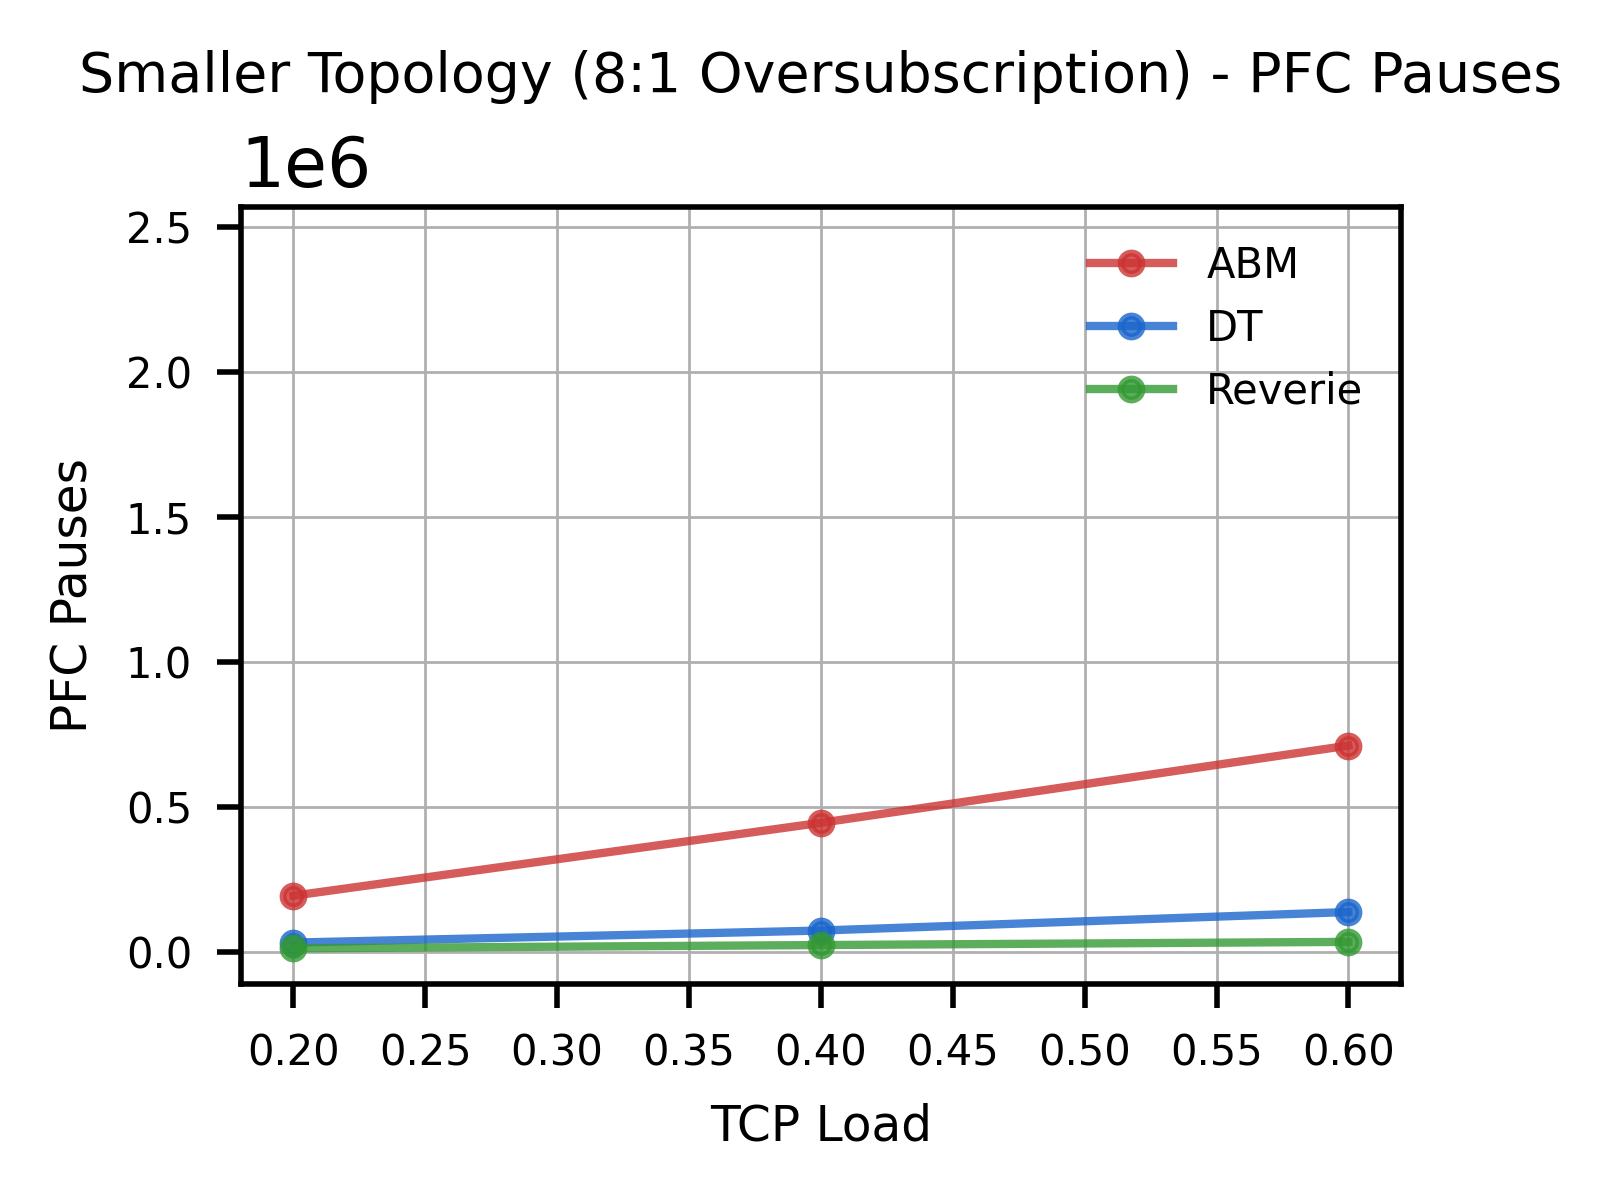 Smaller Topology (8:1 Oversubscription) - PFC Pauses
1e6
2.5
2.0
1.5
1.0
0.5
0.0
PFC Pauses
ABM
DT
Reverie
0.20 0.25 0.30 0.35 0.40 0.45 0.50 0.55 0.60
TCP Load